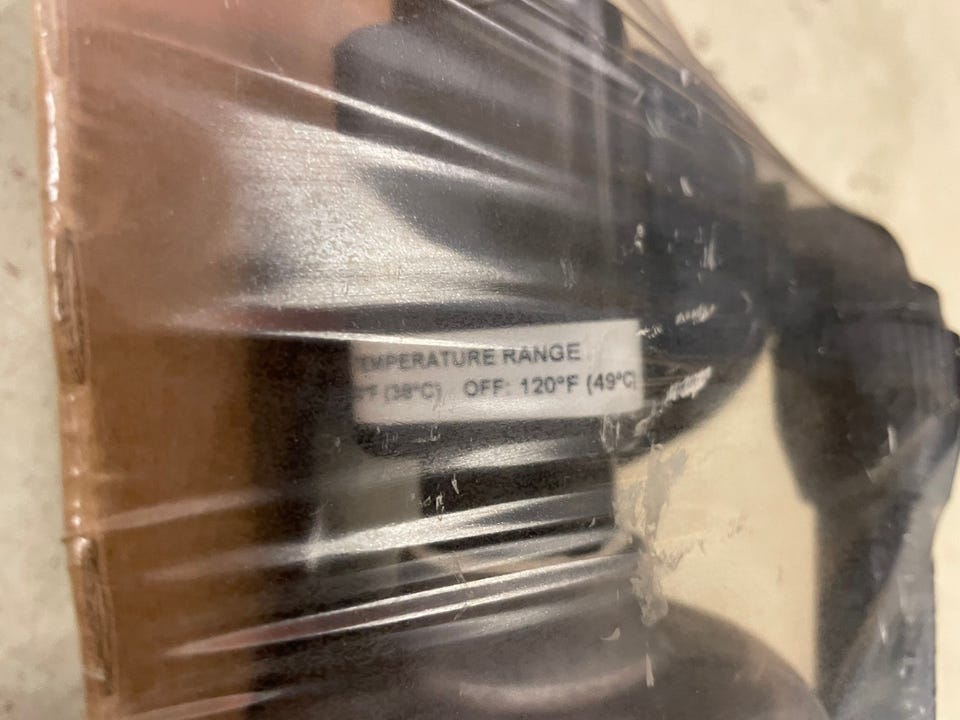 TEMPERATURE RANGE
°F (38°C) OFF: 120°F (49°C)